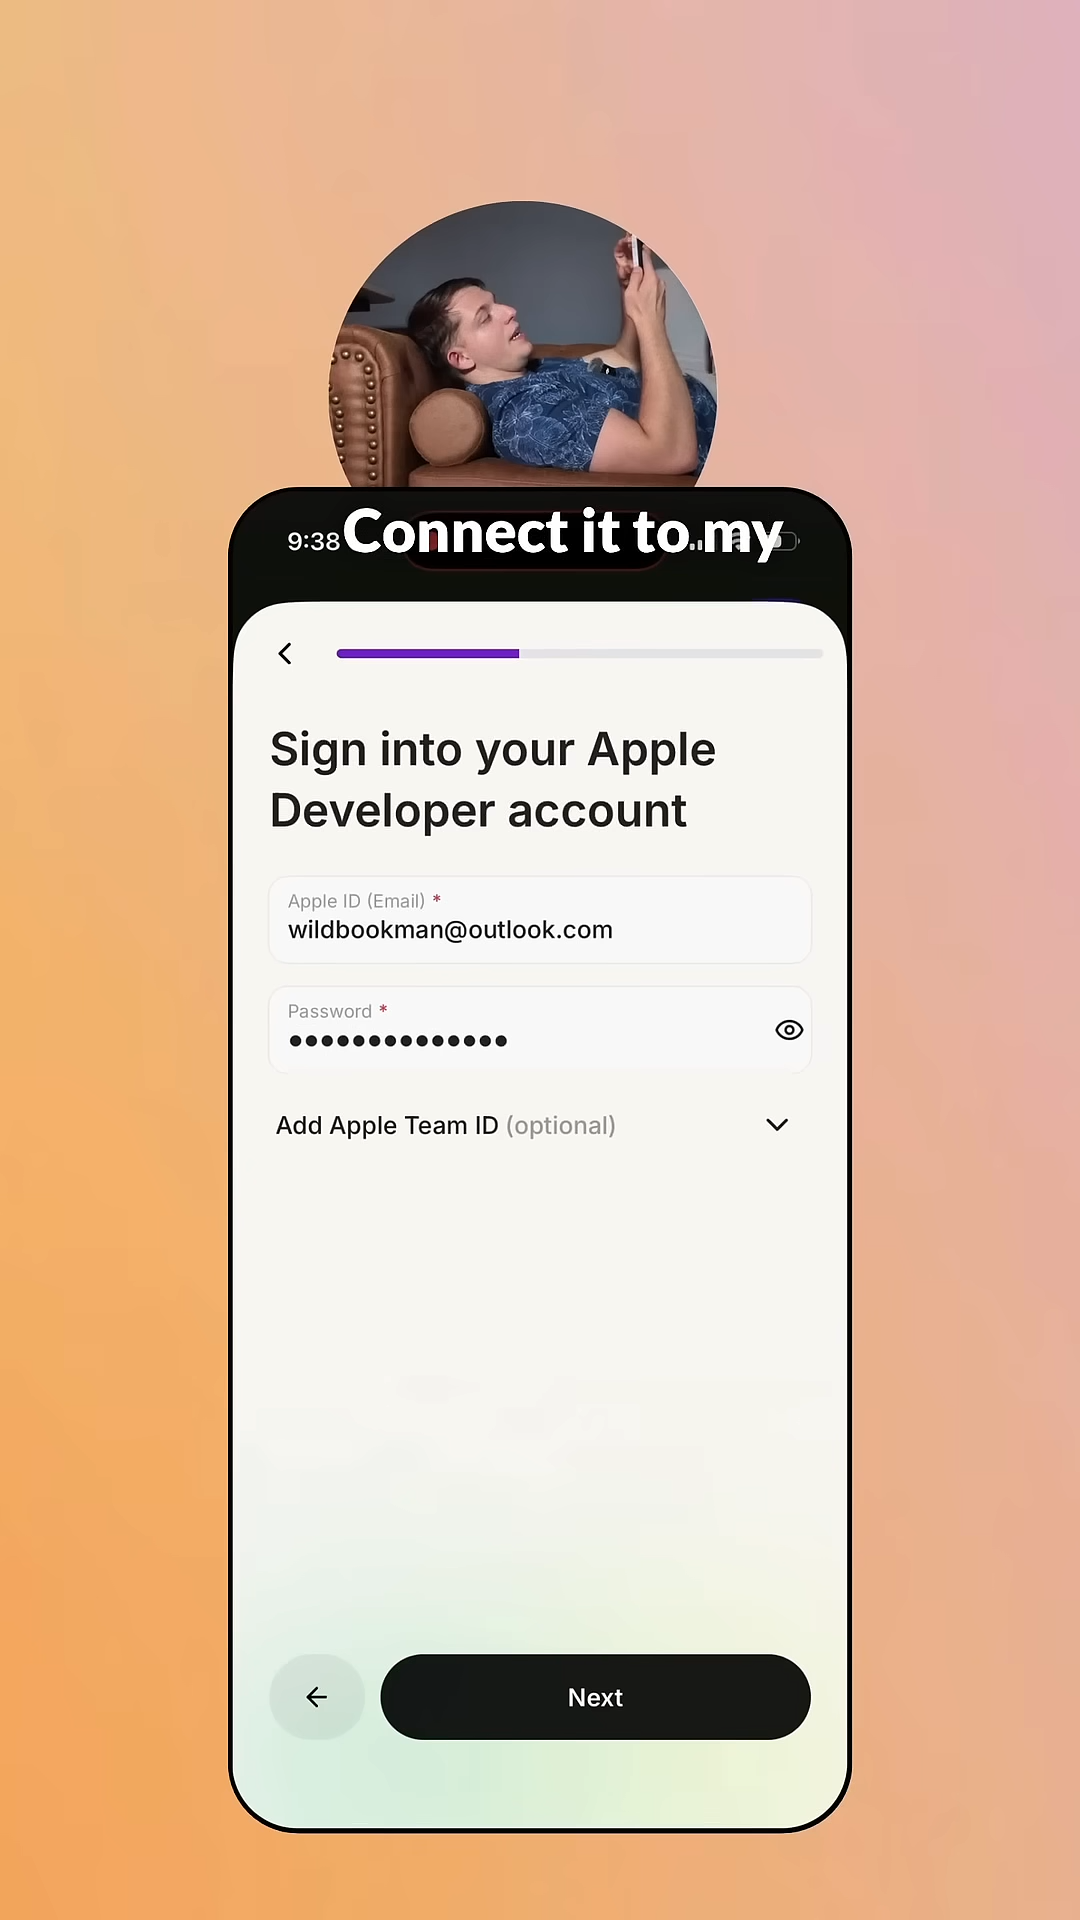 9:38
Connect it to my
Sign into your Apple
Developer account
Apple ID (Email) *
wildbookman@outlook.com
Password *
●●●●●●●●●●●●●●
Add Apple Team ID (optional)
Next